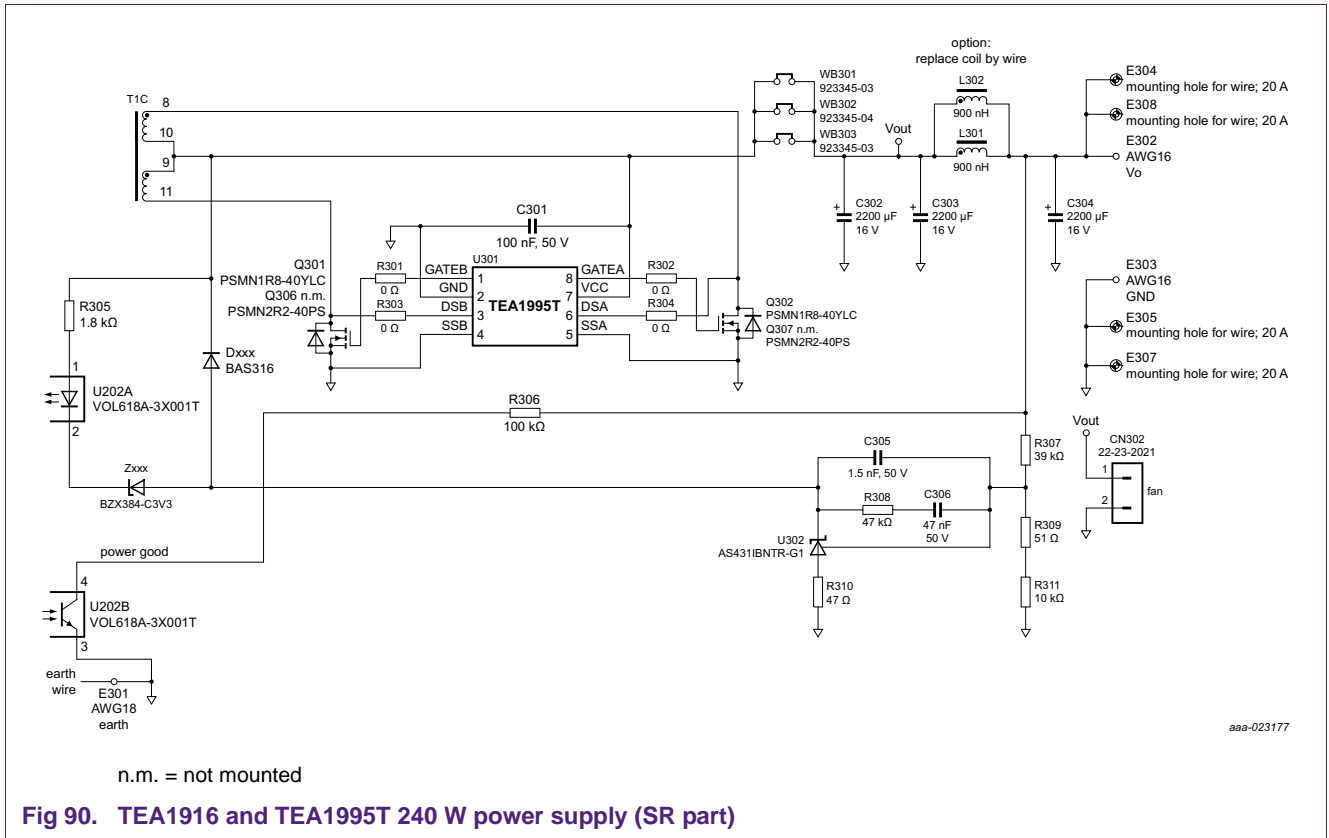 option:
replace coil by wire
L302
900 nH
L301
900 nH
WB301
923345-03
WB302
923345-04
WB303
923345-03
Vout
E304
mounting hole for wire; 20 A
E308
mounting hole for wire; 20 A
E302
AWG16
Vo
T1C
8
10
9
11
C302
2200 µF
16 V
C303
2200 µF
16 V
C304
2200 µF
16 V
C301
100 nF, 50 V
U301
TEA1995T
GATEB
1
GND
2
DSB
3
SSB
4
8
GATEA
7
VCC
6
DSA
5
SSA
R301
0 Ω
R303
0 Ω
R302
0 Ω
R304
0 Ω
Q301
PSMN1R8-40YLC
Q306 n.m.
PSMN2R2-40PS
Q302
PSMN1R8-40YLC
Q307 n.m.
PSMN2R2-40PS
E303
AWG16
GND
E305
mounting hole for wire; 20 A
E307
mounting hole for wire; 20 A
R305
1.8 kΩ
Dxxx
BAS316
1
U202A
VOL618A-3X001T
2
Zxxx
BZX384-C3V3
R306
100 kΩ
C305
1.5 nF, 50 V
R308
47 kΩ
C306
47 nF
50 V
U302
AS431IBNTR-G1
R310
47 Ω
R307
39 kΩ
R309
51 Ω
R311
10 kΩ
Vout
CN302
22-23-2021
1
2
fan
power good
4
U202B
VOL618A-3X001T
3
earth
wire
E301
AWG18
earth
aaa-023177
n.m. = not mounted
Fig 90. TEA1916 and TEA1995T 240 W power supply (SR part)